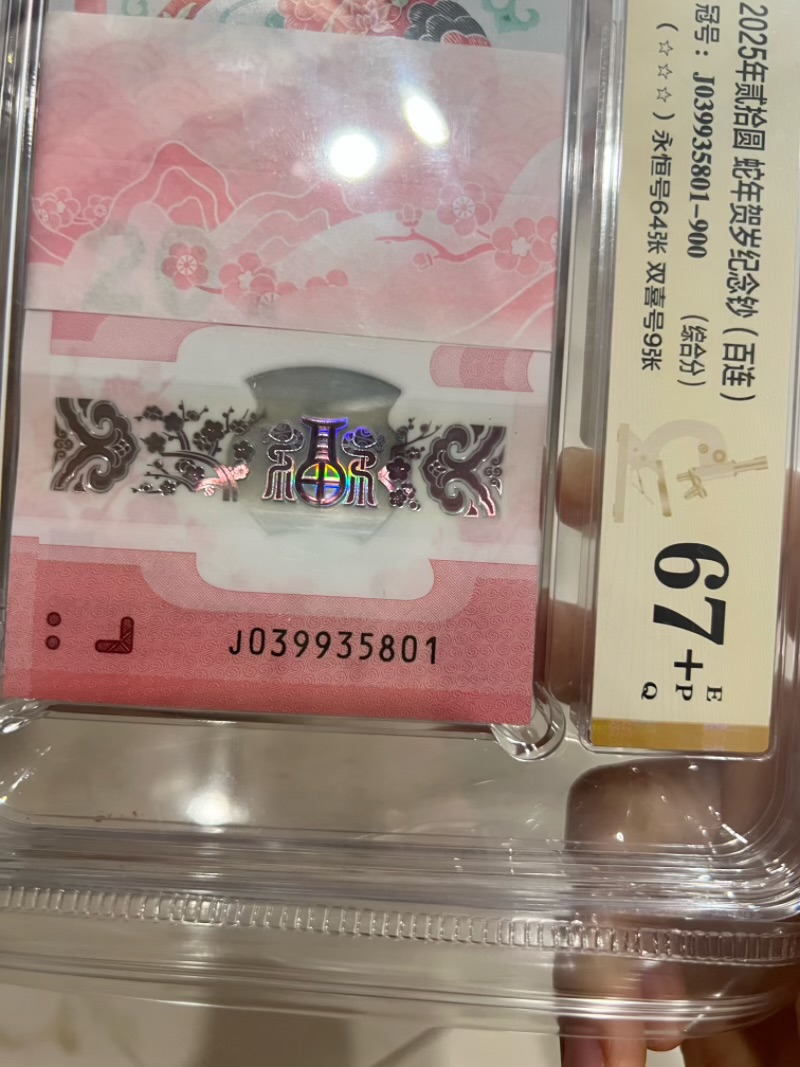 2025年贰拾圆 蛇年贺岁纪念钞（百连）
冠号：J039935801-900 （综合分）
（☆☆☆）永恒号64张 双喜号9张
67+
E
P
Q
20
J039935801